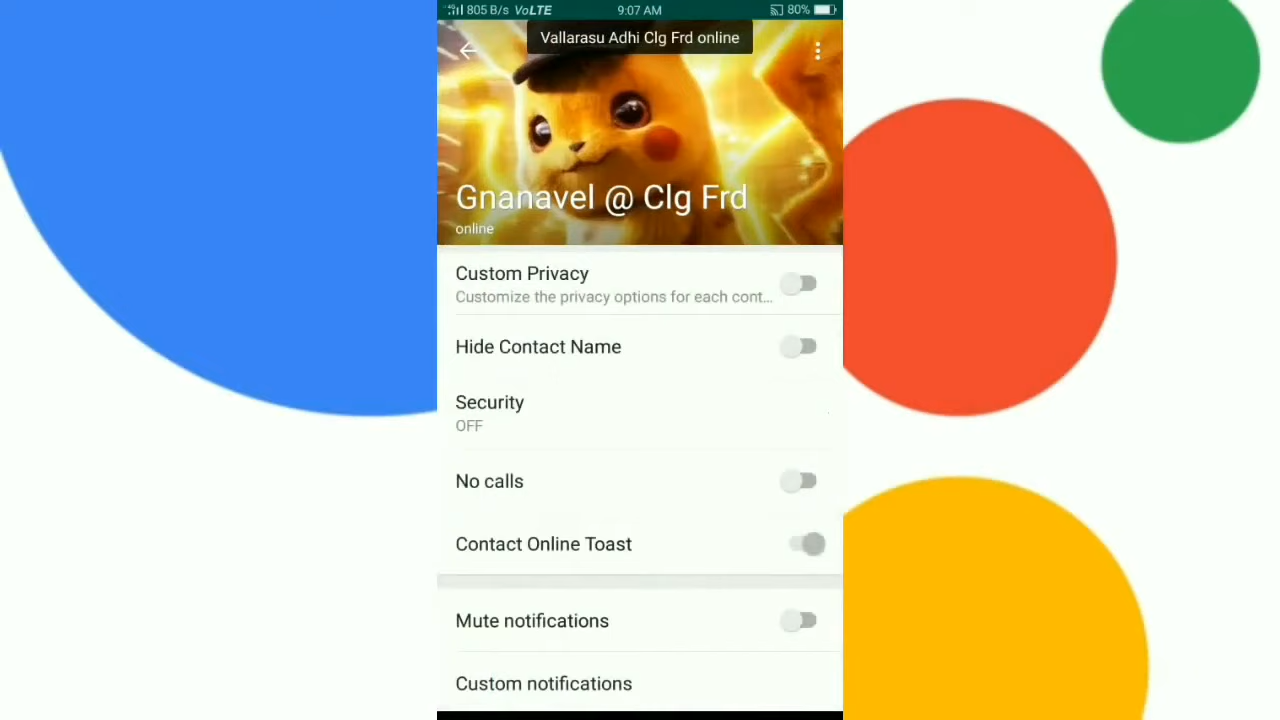 805 B/s VoLTE 9:07 AM 80%
Vallarasu Adhi Clg Frd online
Gnanavel @ Clg Frd
online
Custom Privacy
Customize the privacy options for each cont...
Hide Contact Name
Security
OFF
No calls
Contact Online Toast
Mute notifications
Custom notifications